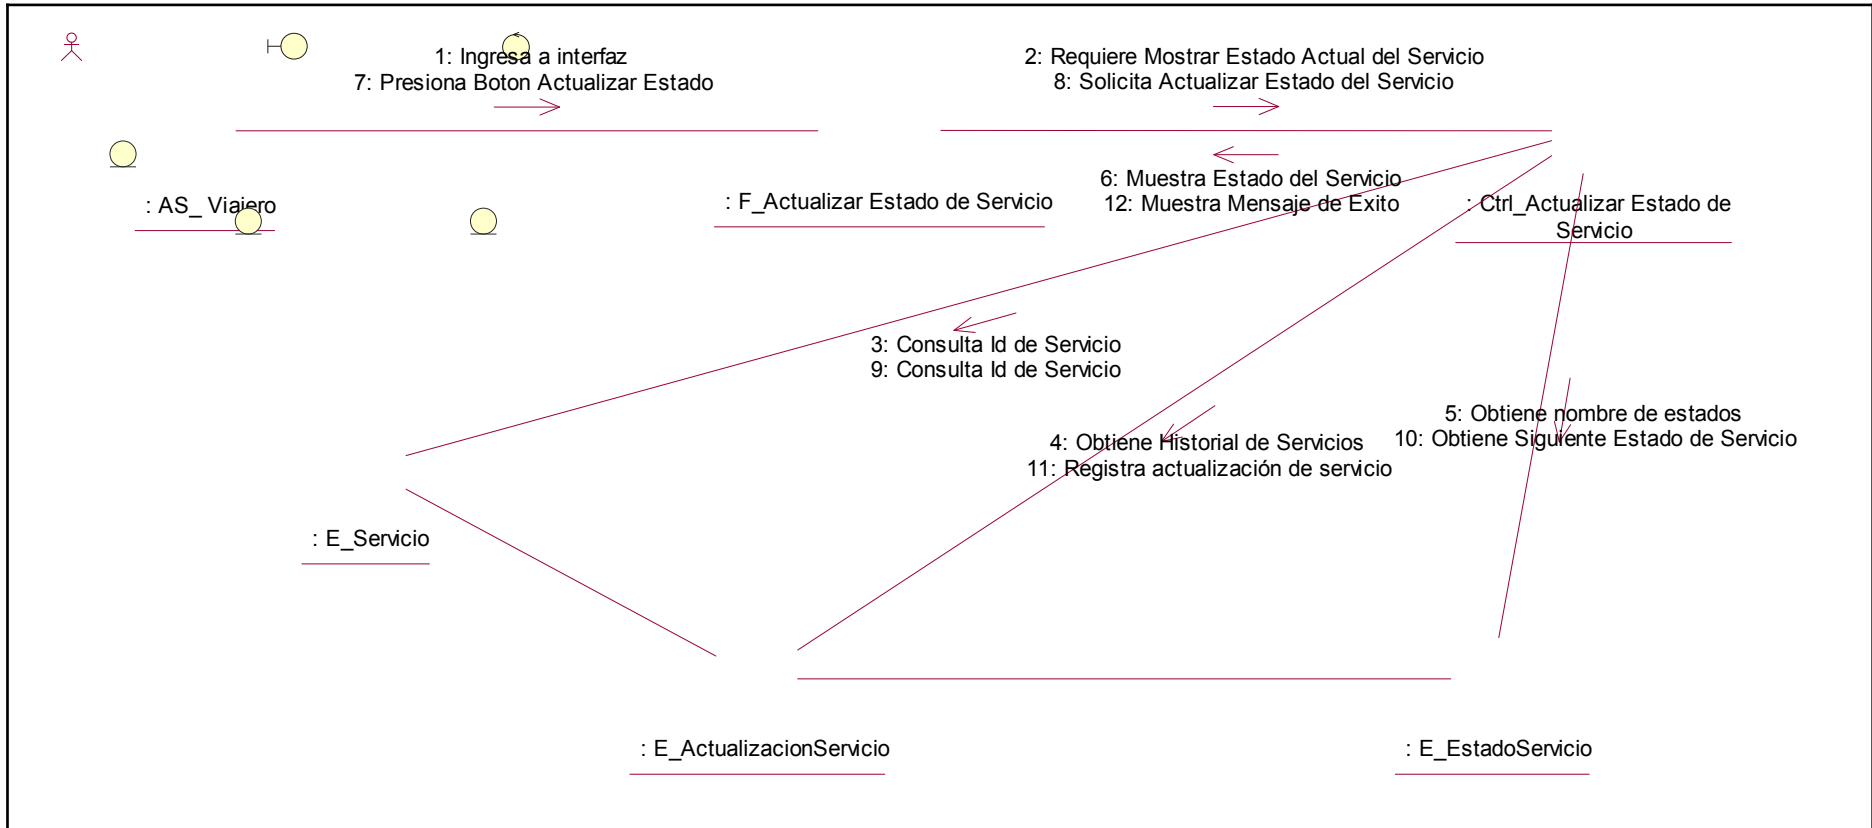 1: Ingresa a interfaz
7: Presiona Boton Actualizar Estado
2: Requiere Mostrar Estado Actual del Servicio
8: Solicita Actualizar Estado del Servicio
6: Muestra Estado del Servicio
12: Muestra Mensaje de Exito
: AS_ Viajero
: F_Actualizar Estado de Servicio
: Ctrl_Actualizar Estado de
Servicio
3: Consulta Id de Servicio
9: Consulta Id de Servicio
4: Obtiene Historial de Servicios
11: Registra actualización de servicio
5: Obtiene nombre de estados
10: Obtiene Siguiente Estado de Servicio
: E_Servicio
: E_ActualizacionServicio
: E_EstadoServicio